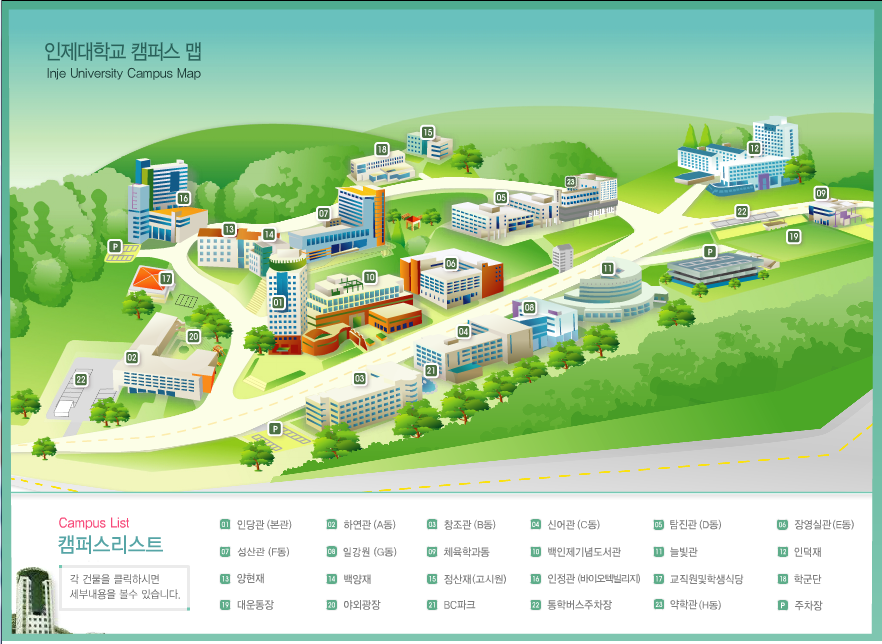 인제대학교 캠퍼스 맵
Inje University Campus Map
15
18
12
16
05
23
09
07
22
13
14
19
P
P
06
11
17
10
01
08
20
04
02
21
22
03
P
Campus List
캠퍼스리스트
각 건물을 클릭하시면
세부내용을 볼수 있습니다.
01 인당관 (본관) 02 하연관 (A동) 03 창조관 (B동) 04 신어관 (C동) 05 탐진관 (D동) 06 장영실관 (E동)
07 성산관 (F동) 08 일강원 (G동) 09 체육학과동 10 백인제기념도서관 11 늘빛관 12 인덕재
13 양현재 14 백양재 15 점산재(고시원) 16 인정관 (바이오텍빌리지) 17 교직원및학생식당 18 학군단
19 대운동장 20 야외광장 21 BC파크 22 통학버스주차장 23 약학관 (H동) P 주차장